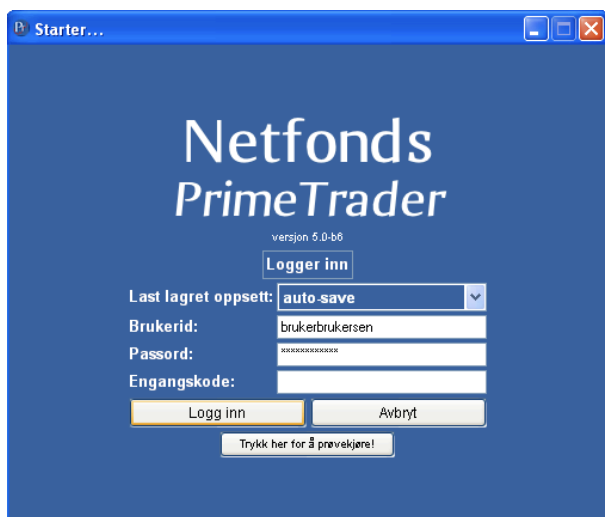 Starter...
Netfonds
PrimeTrader
versjon 5.0-b6
Logger inn
Last lagret oppsett: auto-save
Brukerid: brukerbrukersen
Passord: xxxxxxxxxxxx
Engangskode:
Logg inn Avbryt
Trykk her for å prøvekjøre!